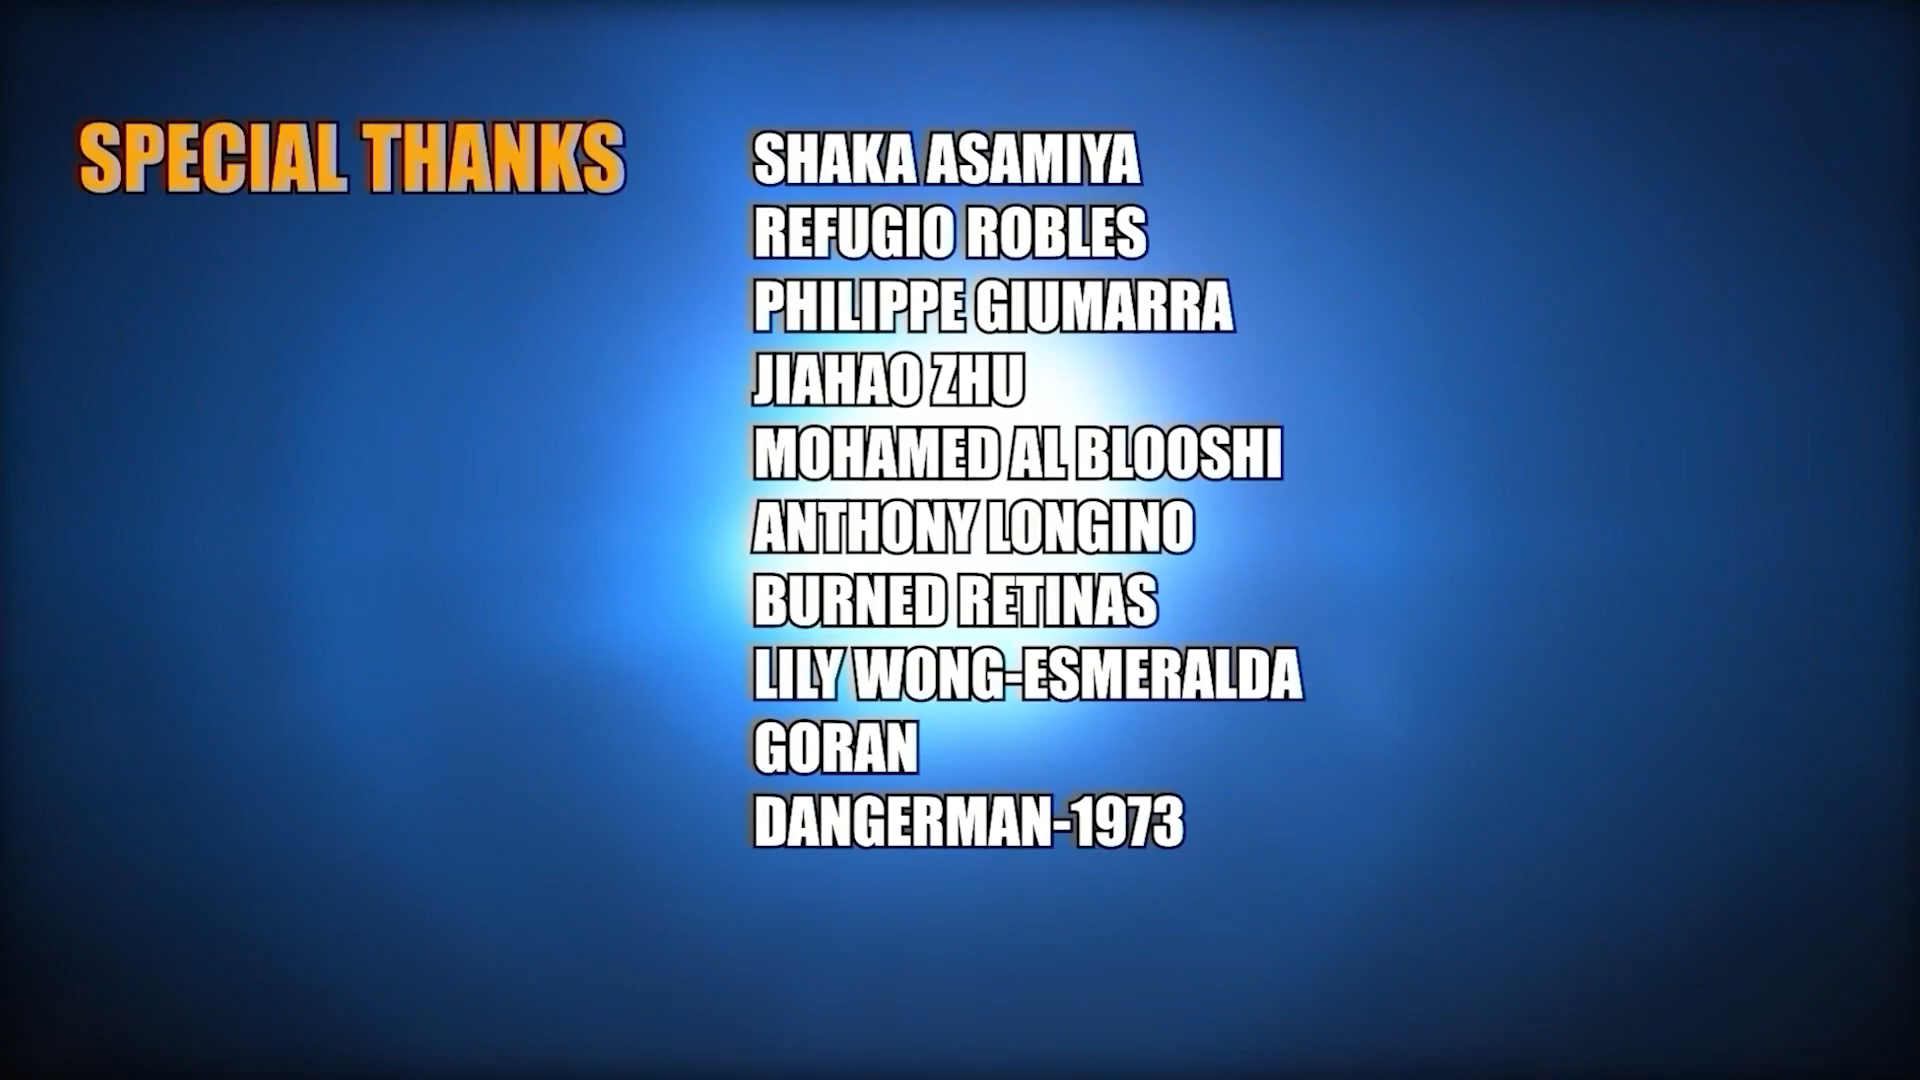 SPECIAL THANKS
SHAKA ASAMIYA
REFUGIO ROBLES
PHILIPPE GIUMARRA
JIAHAO ZHU
MOHAMED AL BLOOSHI
ANTHONY LONGINO
BURNED RETINAS
LILY WONG-ESMERALDA
GORAN
DANGERMAN-1973